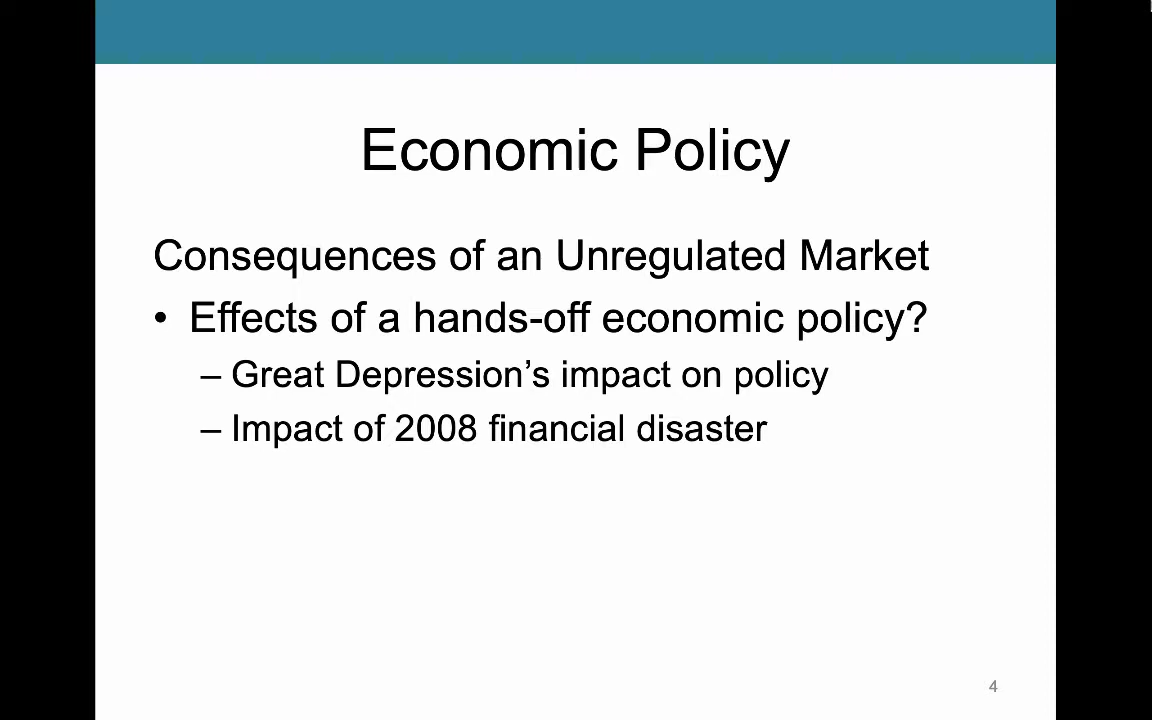 Economic Policy
Consequences of an Unregulated Market
• Effects of a hands-off economic policy?
– Great Depression’s impact on policy
– Impact of 2008 financial disaster
4